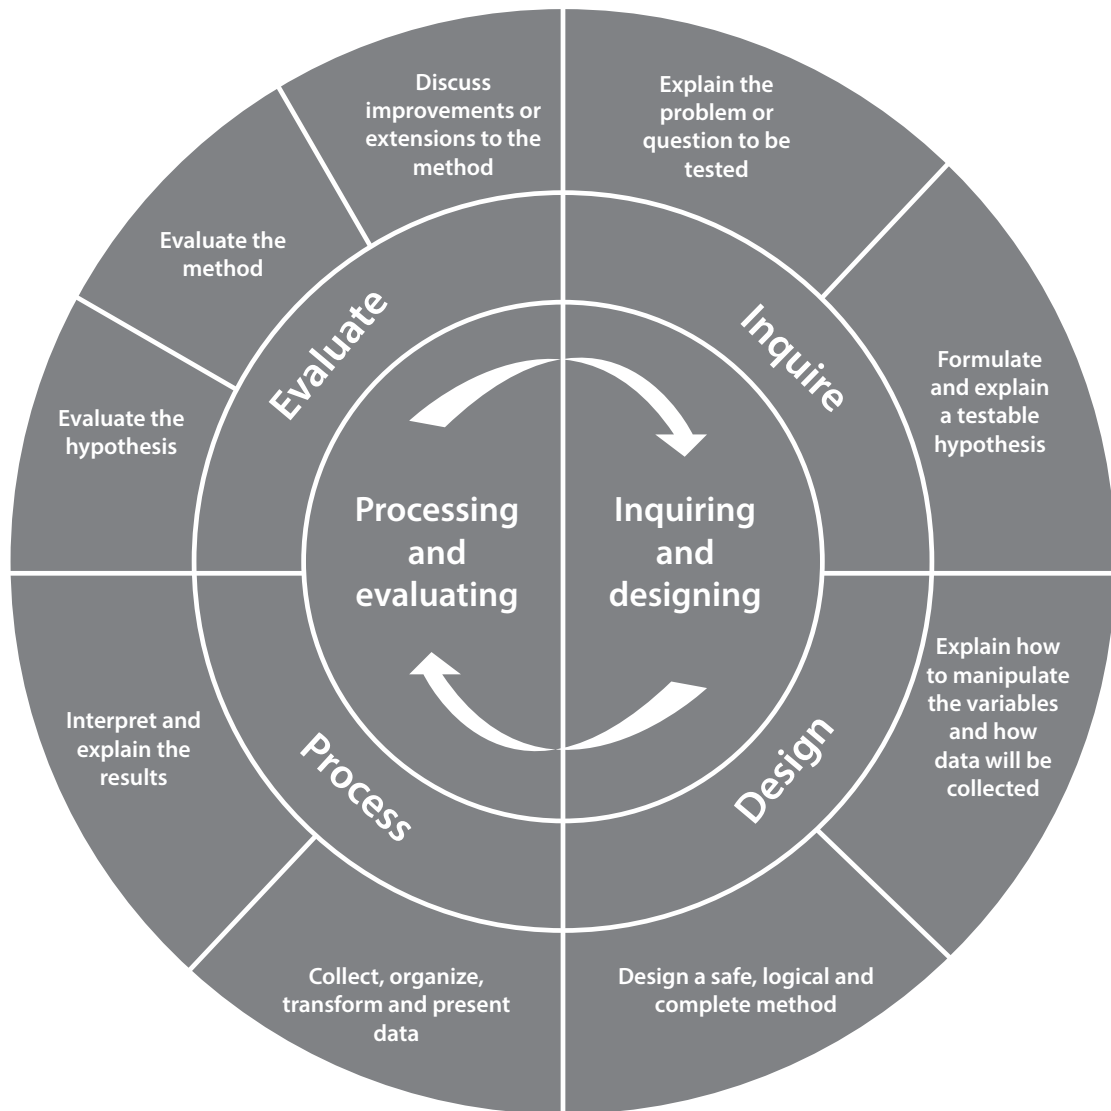 Discuss
improvements or
extensions to the
method
Explain the
problem or
question to be
tested
Evaluate the
method
Evaluate
Inquire
Formulate
and explain
a testable
hypothesis
Evaluate the
hypothesis
Processing
and
evaluating
Inquiring
and
designing
Explain how
to manipulate
the variables
and how
data will be
collected
Interpret and
explain the
results
Process
Design
Collect, organize,
transform and present
data
Design a safe, logical and
complete method